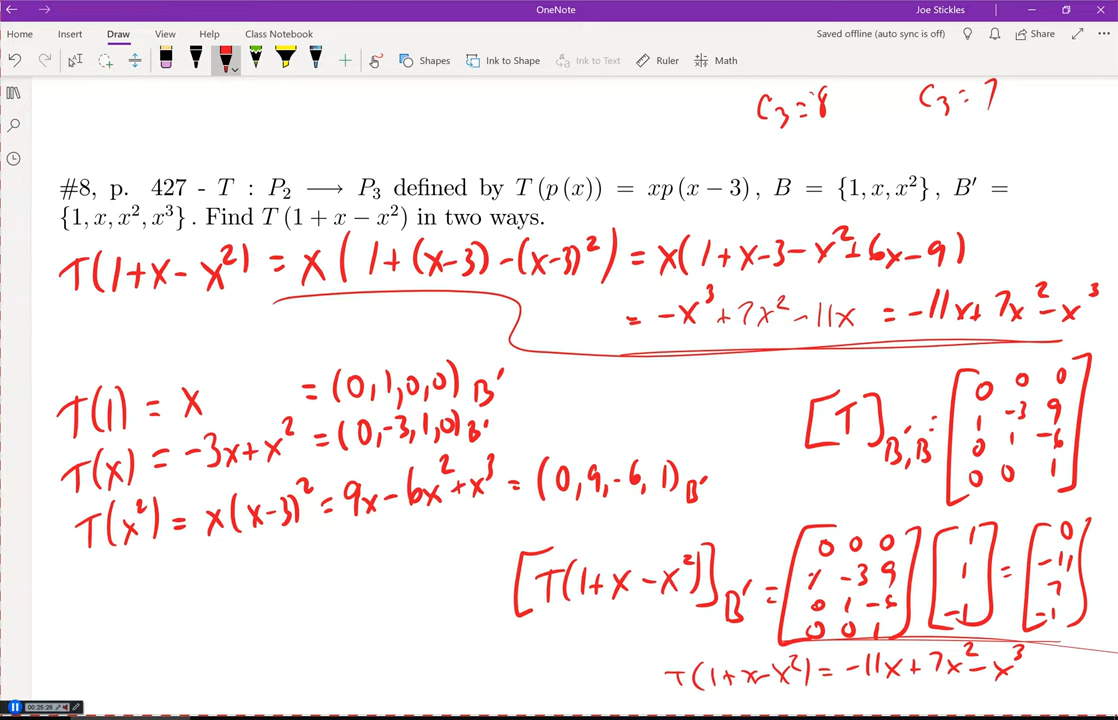 OneNote
Joe Stickles
Home Insert Draw View Help Class Notebook
Saved offline (auto sync is off) Share
Shapes Ink to Shape Ink to Text Ruler Math
C₃=8 C₃=7
#8, p. 427 - T : P₂ ⟶ P₃ defined by T(p(x)) = xp(x − 3), B = {1, x, x²}, B′ =
{1, x, x², x³}. Find T(1 + x − x²) in two ways.
T(1+x-x²) = x(1+(x-3)-(x-3)²) = x(1+x-3-x²+6x-9)
= -x³+7x²-11x = -11x+7x²-x³
T(1) = x = (0,1,0,0)B′
T(x) = -3x+x² = (0,-3,1,0)B′
T(x²) = x(x-3)² = 9x-6x²+x³ = (0,9,-6,1)B′
[T]B′,B = [0 0 0
1 -3 9
0 1 -6
0 0 1]
[T(1+x-x²)]B′ = [0 0 0; 1 -3 9; 0 1 -6; 0 0 1] [1; 1; -1] = [0; -11; 7; -1]
T(1+x-x²) = -11x+7x²-x³
00:25:26